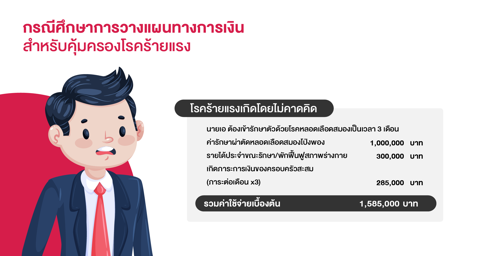 กรณีศึกษาการวางแผนทางการเงิน
สำหรับคุ้มครองโรคร้ายแรง
โรคร้ายแรงเกิดโดยไม่คาดคิด
นายเอ ต้องเข้ารักษาตัวด้วยโรคหลอดเลือดสมองเป็นเวลา 3 เดือน
ค่ารักษาผ่าตัดหลอดเลือดสมองโป่งพอง 1,000,000 บาท
รายได้ประจำขณะรักษา/พักฟื้นฟูสภาพร่างกาย 300,000 บาท
เกิดภาระการเงินของครอบครัวสะสม
(ภาระต่อเดือน x3) 285,000 บาท
รวมค่าใช้จ่ายเบื้องต้น 1,585,000 บาท